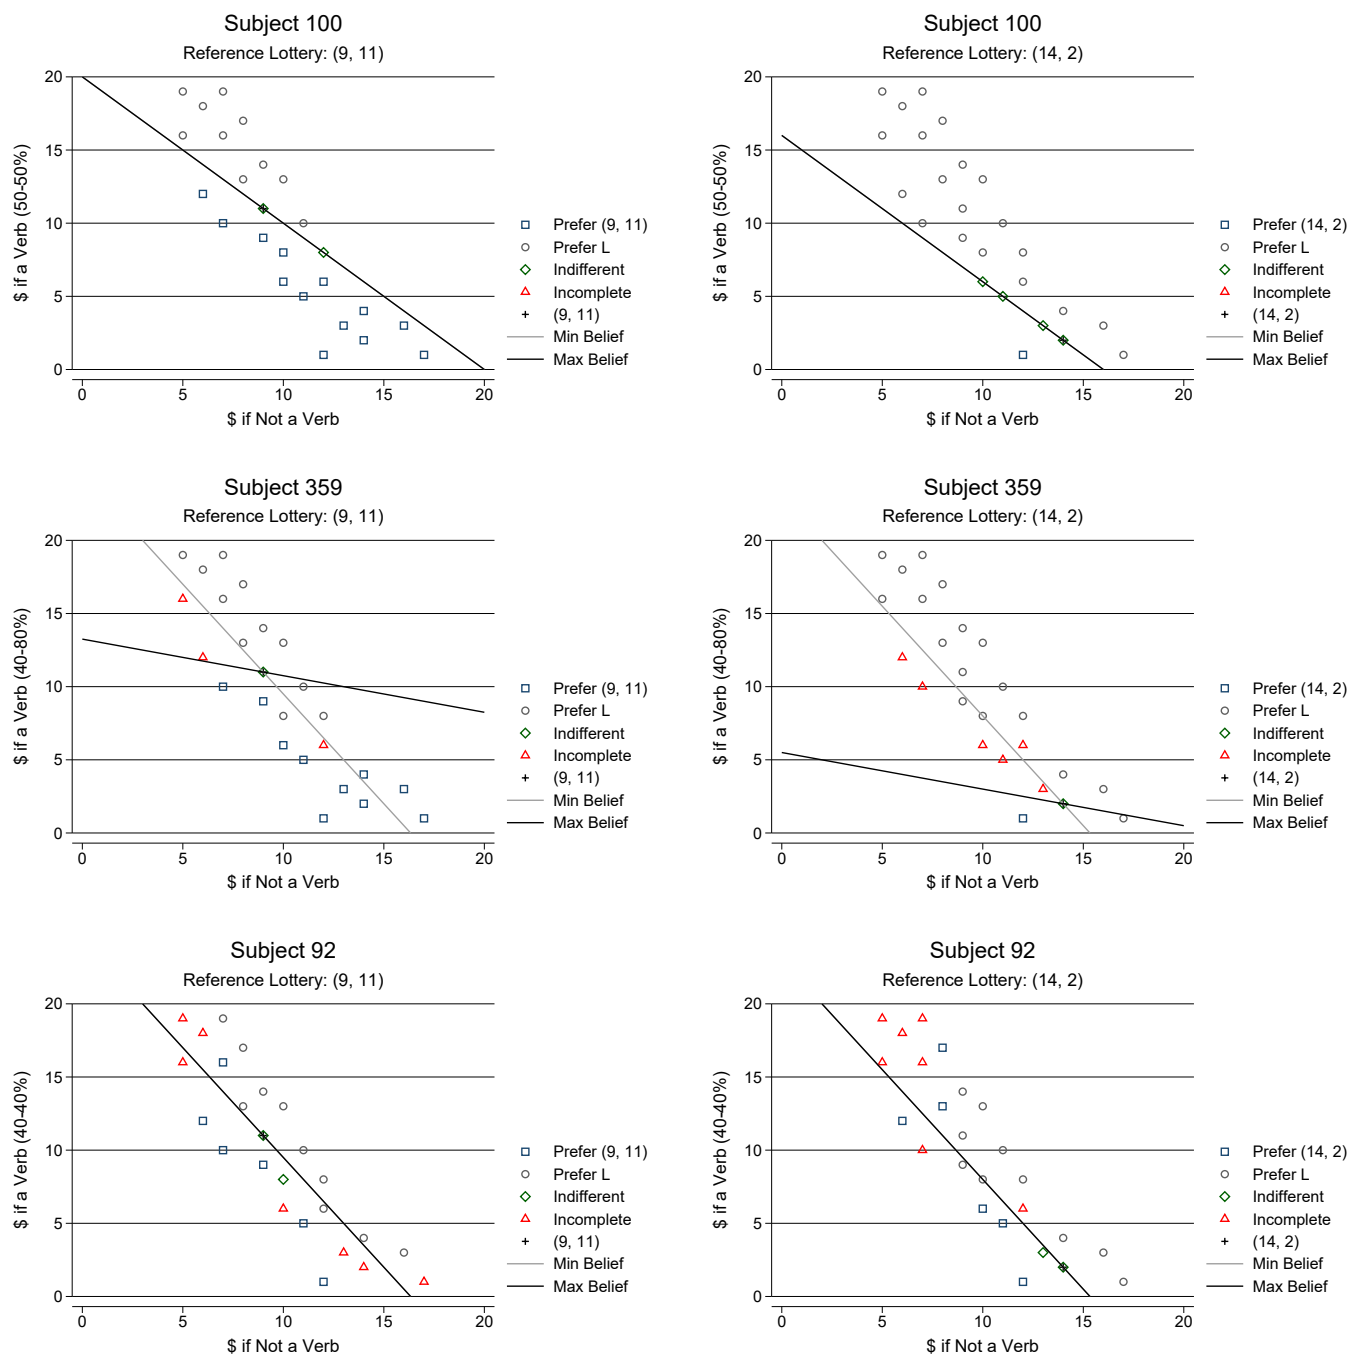 Subject 100
Reference Lottery: (9, 11)
$ if a Verb (50-50%)
20
15
10
5
0
0 5 10 15 20
$ if Not a Verb
Prefer (9, 11)
Prefer L
Indifferent
Incomplete
(9, 11)
Min Belief
Max Belief
Subject 100
Reference Lottery: (14, 2)
$ if a Verb (50-50%)
20
15
10
5
0
0 5 10 15 20
$ if Not a Verb
Prefer (14, 2)
Prefer L
Indifferent
Incomplete
(14, 2)
Min Belief
Max Belief
Subject 359
Reference Lottery: (9, 11)
$ if a Verb (40-80%)
20
15
10
5
0
0 5 10 15 20
$ if Not a Verb
Prefer (9, 11)
Prefer L
Indifferent
Incomplete
(9, 11)
Min Belief
Max Belief
Subject 359
Reference Lottery: (14, 2)
$ if a Verb (40-80%)
20
15
10
5
0
0 5 10 15 20
$ if Not a Verb
Prefer (14, 2)
Prefer L
Indifferent
Incomplete
(14, 2)
Min Belief
Max Belief
Subject 92
Reference Lottery: (9, 11)
$ if a Verb (40-40%)
20
15
10
5
0
0 5 10 15 20
$ if Not a Verb
Prefer (9, 11)
Prefer L
Indifferent
Incomplete
(9, 11)
Min Belief
Max Belief
Subject 92
Reference Lottery: (14, 2)
$ if a Verb (40-40%)
20
15
10
5
0
0 5 10 15 20
$ if Not a Verb
Prefer (14, 2)
Prefer L
Indifferent
Incomplete
(14, 2)
Min Belief
Max Belief